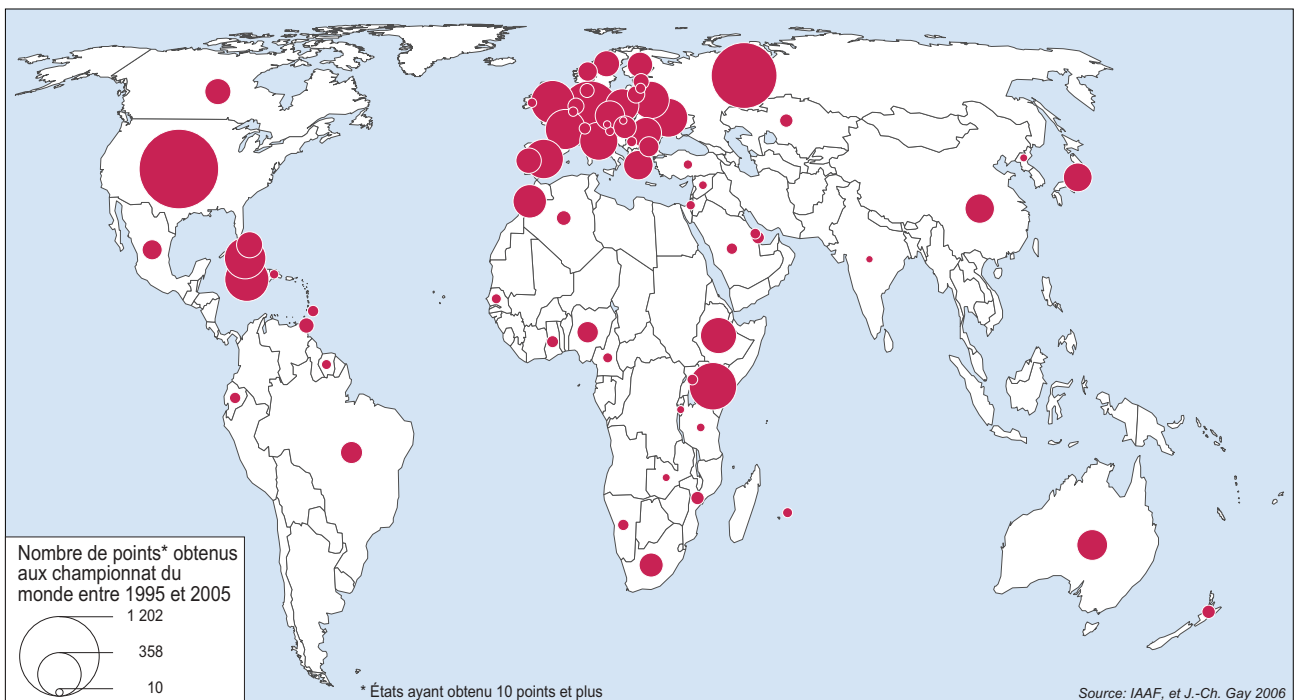 Nombre de points* obtenus
aux championnat du
monde entre 1995 et 2005
1 202
358
10
* États ayant obtenu 10 points et plus
Source: IAAF, et J.-Ch. Gay 2006